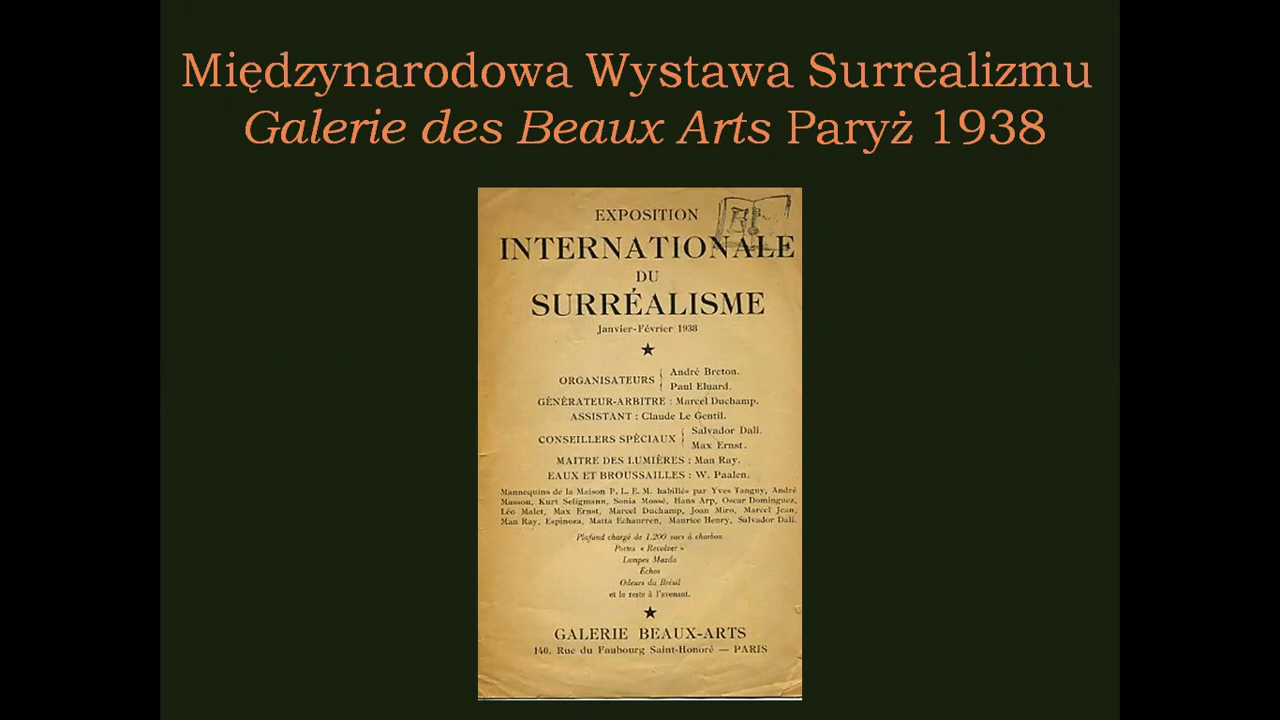 Międzynarodowa Wystawa Surrealizmu
Galerie des Beaux Arts Paryż 1938
EXPOSITION
INTERNATIONALE
DU
SURRÉALISME
Janvier-Février 1938
★
ORGANISATEURS { André Breton.
Paul Eluard.
GÉNÉRATEUR-ARBITRE : Marcel Duchamp.
ASSISTANT : Claude Le Gentil.
CONSEILLERS SPÉCIAUX { Salvador Dali.
Max Ernst.
MAITRE DES LUMIÈRES : Man Ray.
EAUX ET BROUSSAILLES : W. Paalen.
Mannequins de la Maison P. L. E. M. habillés par Yves Tanguy, André
Masson, Kurt Seligmann, Sonia Mossé, Hans Arp, Oscar Dominguez,
Léo Malet, Max Ernst, Marcel Duchamp, Joan Miro, Marcel Jean,
Man Ray, Espinoza, Matta Echaurren, Maurice Henry, Salvador Dali.
Plafond chargé de 1.200 sacs à charbon
Portes « Revolver »
Lampes Mazda
Échos
Odeurs du Brésil
et le reste à l'avenant.
★
GALERIE BEAUX-ARTS
140, Rue du Faubourg Saint-Honoré — PARIS